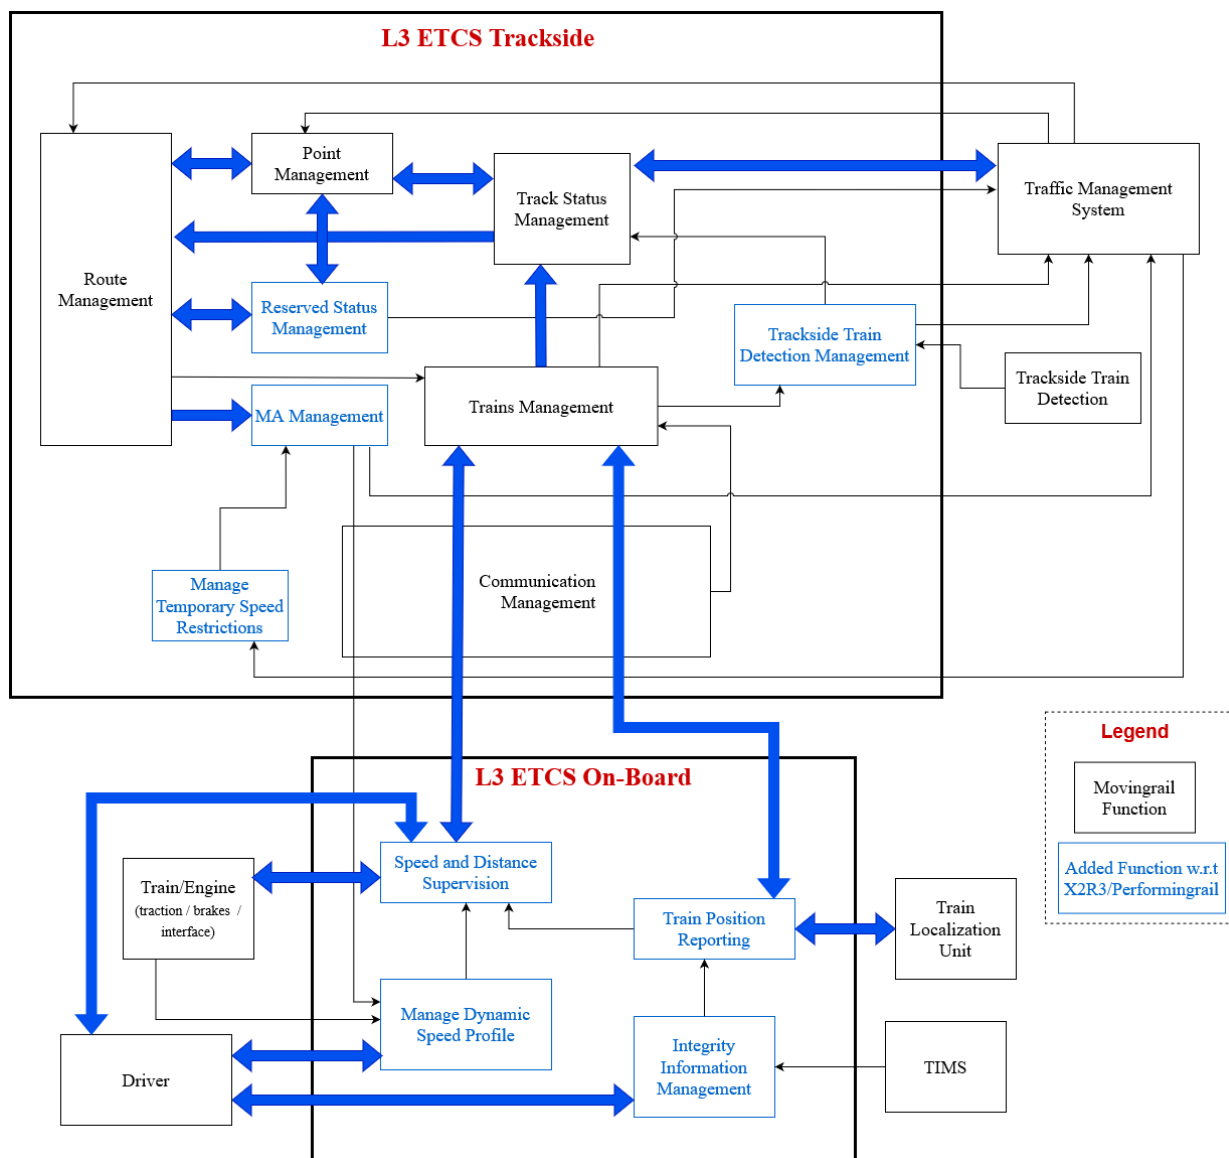 L3 ETCS Trackside
Point
Management
Track Status
Management
Traffic Management
System
Route
Management
Reserved Status
Management
Trackside Train
Detection Management
Trackside Train
Detection
MA Management
Trains Management
Communication
Management
Manage
Temporary Speed
Restrictions
Legend
Movingrail
Function
Added Function w.r.t
X2R3/Performingrail
L3 ETCS On-Board
Speed and Distance
Supervision
Train/Engine
(traction / brakes /
interface)
Train Position
Reporting
Train
Localization
Unit
Manage Dynamic
Speed Profile
Integrity
Information
Management
TIMS
Driver